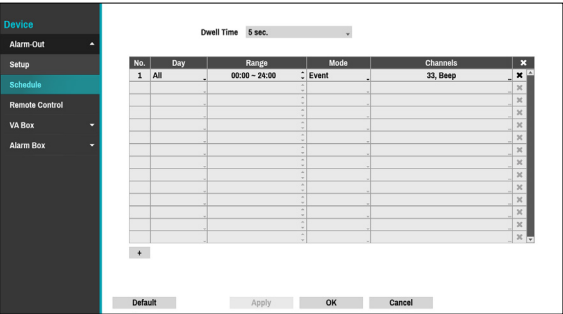 Device
Alarm-Out
Setup
Schedule
Remote Control
VA Box
Alarm Box
Dwell Time 5 sec.
No. Day Range Mode Channels ×
1 All 00:00 ~ 24:00 Event 33, Beep ×
+
Default Apply OK Cancel